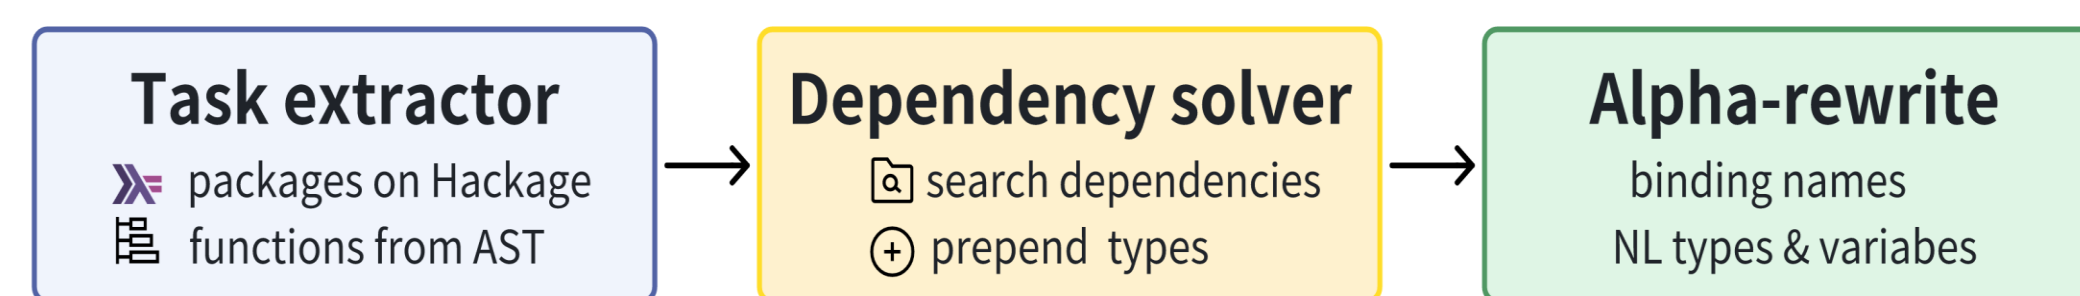 Task extractor
packages on Hackage
functions from AST
Dependency solver
search dependencies
prepend types
Alpha-rewrite
binding names
NL types & variabes